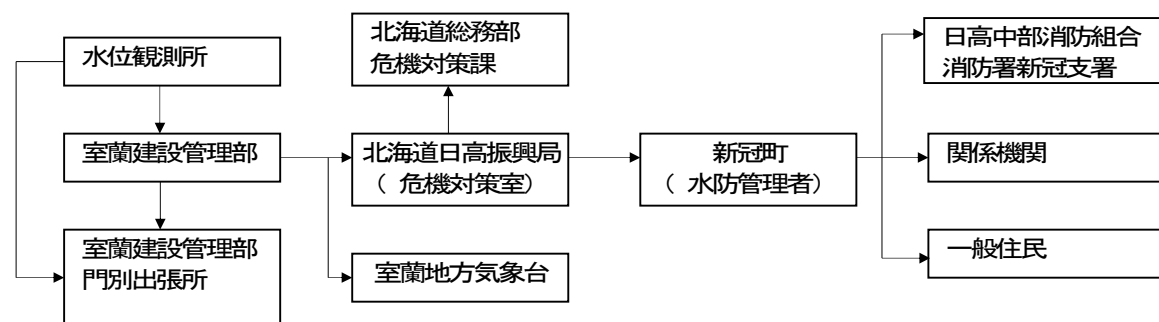 水位観測所
室蘭建設管理部
室蘭建設管理部
門別出張所
北海道総務部
危機対策課
北海道日高振興局
( 危機対策室)
室蘭地方気象台
新冠町
( 水防管理者)
日高中部消防組合
消防署新冠支署
関係機関
一般住民